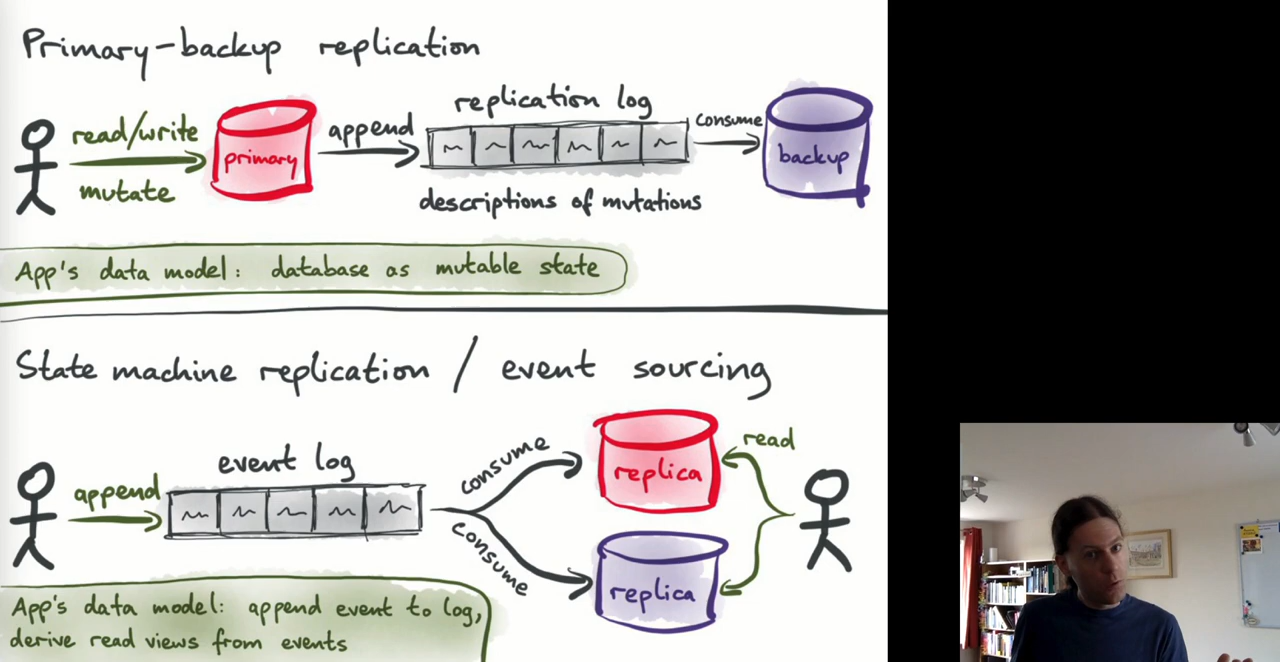 Primary-backup replication
read/write
mutate
primary
append
replication log
descriptions of mutations
consume
backup
App's data model: database as mutable state
State machine replication / event sourcing
append
event log
consume
consume
replica
replica
read
App's data model: append event to log,
derive read views from events